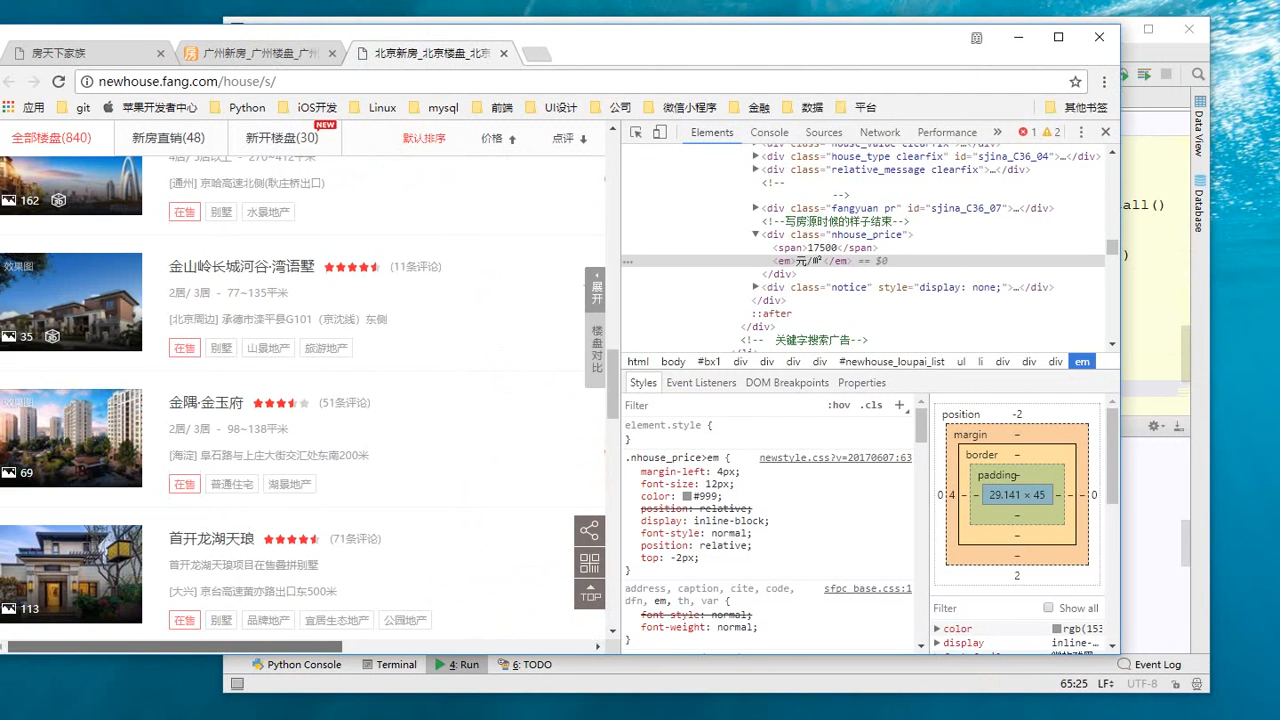 房天下家族
广州新房_广州楼盘_广州
北京新房_北京楼盘_北京
newhouse.fang.com/house/s/
应用 git 苹果开发者中心 Python iOS开发 Linux mysql 前端 UI设计 公司 微信小程序 金融 数据 平台 其他书签
全部楼盘(840) 新房直销(48) 新开楼盘(30) NEW 默认排序 价格 点评
[通州] 京哈高速北侧(耿庄桥出口)
162
在售 别墅 水景地产
效果图
金山岭长城河谷·湾语墅 (11条评论)
2居/ 3居 - 77~135平米
[北京周边] 承德市滦平县G101（京沈线）东侧
35
在售 别墅 山景地产 旅游地产
展开
楼盘对比
金隅·金玉府 (51条评论)
2居/ 3居 - 98~138平米
[海淀] 阜石路与上庄大街交汇处东南200米
69
在售 普通住宅 湖景地产
首开龙湖天琅 (71条评论)
首开龙湖天琅项目在售叠拼别墅
[大兴] 京台高速黄亦路出口东500米
113
在售 别墅 品牌地产 宜居生态地产 公园地产
TOP
Elements Console Sources Network Performance » 1 2
<div class="house_value clearfix">…</div>
<div class="house_type clearfix" id="sjina_C36_04">…</div>
<div class="relative_message clearfix">…</div>
<!--
-->
<div class="fangyuan pr" id="sjina_C36_07">…</div>
<!--写房源时候的样子结束-->
<div class="nhouse_price">
<span>17500</span>
… <em>元/㎡</em> == $0
</div>
<div class="notice" style="display: none;">…</div>
</div>
::after
</div>
<!-- 关键字搜索广告-->
html body #bx1 div div div div #newhouse_loupai_list ul li div div div em
Styles Event Listeners DOM Breakpoints Properties
Filter :hov .cls +
element.style {
}
.nhouse_price>em { newstyle.css?v=20170607:63
margin-left: 4px;
font-size: 12px;
color: #999;
position: relative;
display: inline-block;
font-style: normal;
position: relative;
top: -2px;
}
address, caption, cite, code, sfpc_base.css:1
dfn, em, th, var {
font-style: normal;
font-weight: normal;
}
position -2
margin –
border –
padding –
0 4 – – 29.141 × 45 – – – 0
–
–
–
2
Filter Show all
color rgb(153
display inline-…
Data View
Database
all()
)
Python Console Terminal 4: Run 6: TODO Event Log
65:25 LF UTF-8